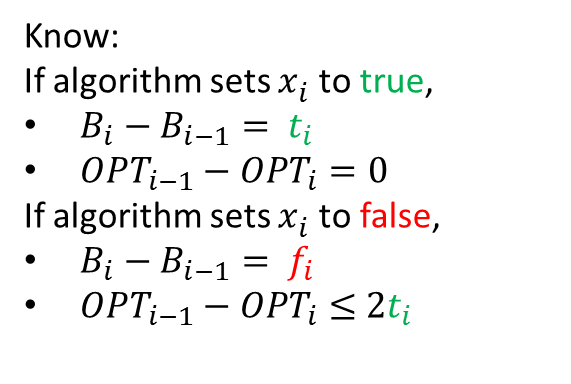 Know:
If algorithm sets xᵢ to true,
• Bᵢ − Bᵢ₋₁ = tᵢ
• OPTᵢ₋₁ − OPTᵢ = 0
If algorithm sets xᵢ to false,
• Bᵢ − Bᵢ₋₁ = fᵢ
• OPTᵢ₋₁ − OPTᵢ ≤ 2tᵢ